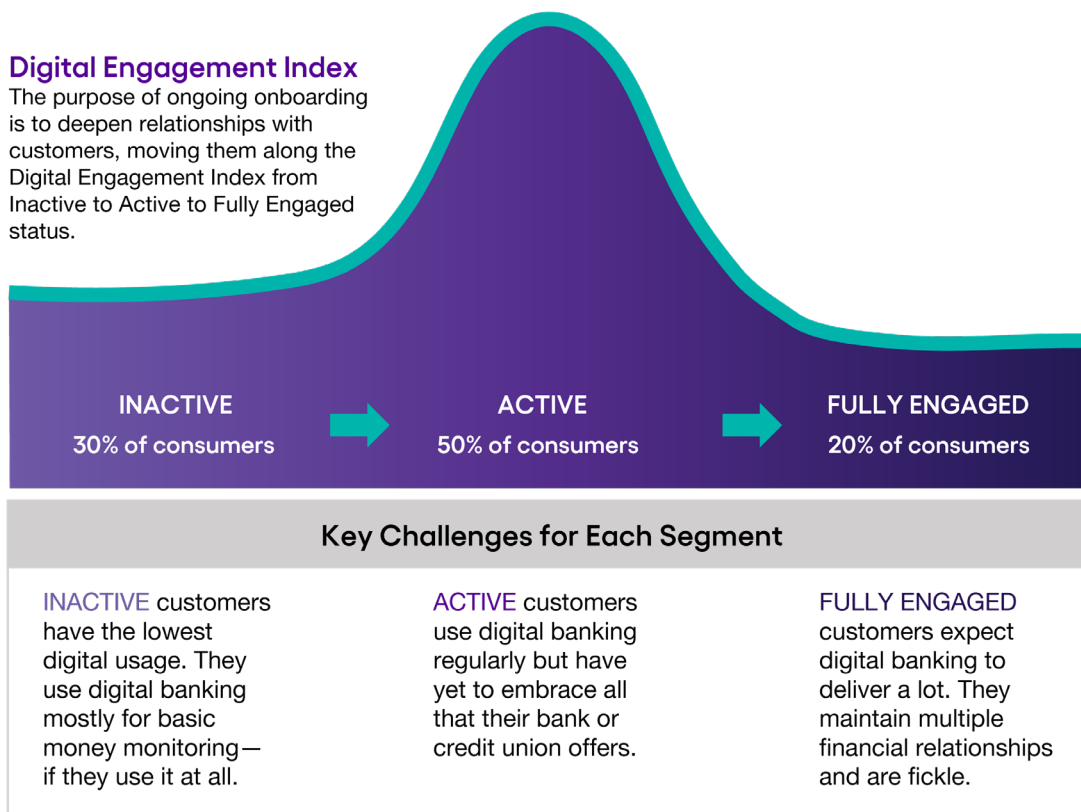 Digital Engagement Index
The purpose of ongoing onboarding
is to deepen relationships with
customers, moving them along the
Digital Engagement Index from
Inactive to Active to Fully Engaged
status.
INACTIVE
30% of consumers
ACTIVE
50% of consumers
FULLY ENGAGED
20% of consumers
Key Challenges for Each Segment
INACTIVE customers
have the lowest
digital usage. They
use digital banking
mostly for basic
money monitoring—
if they use it at all.
ACTIVE customers
use digital banking
regularly but have
yet to embrace all
that their bank or
credit union offers.
FULLY ENGAGED
customers expect
digital banking to
deliver a lot. They
maintain multiple
financial relationships
and are fickle.